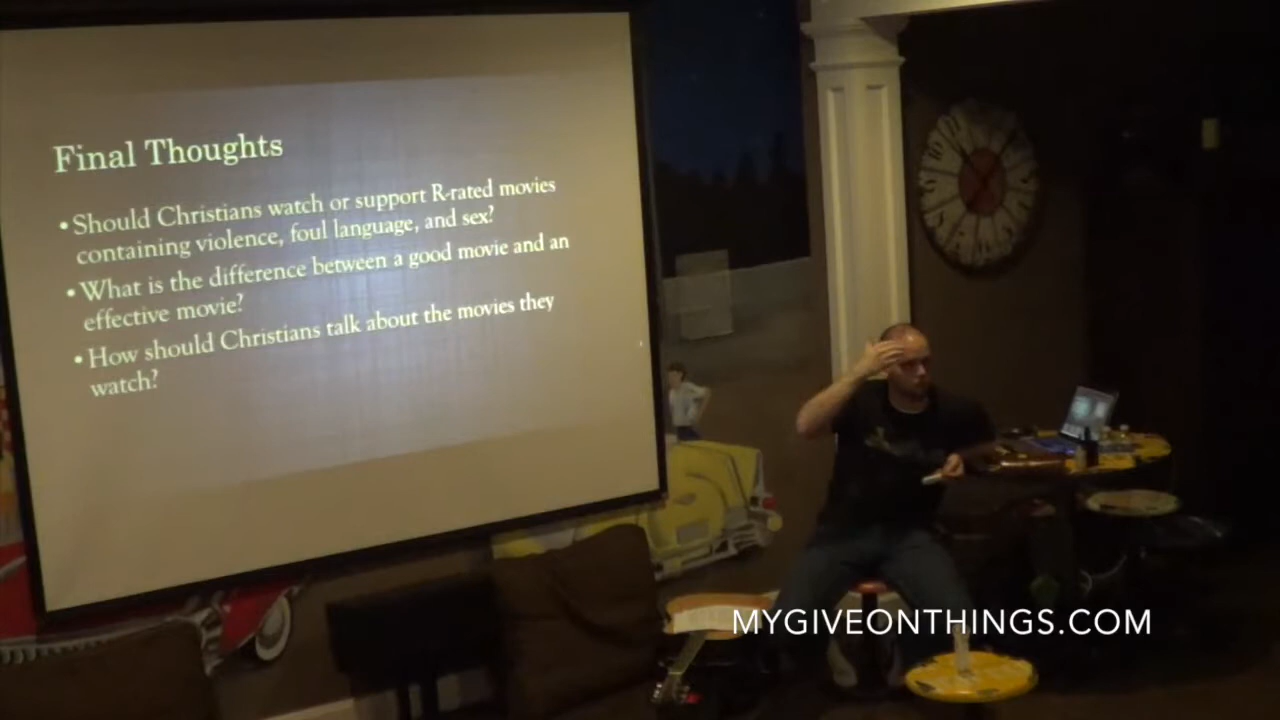 Final Thoughts
• Should Christians watch or support R-rated movies
containing violence, foul language, and sex?
• What is the difference between a good movie and an
effective movie?
• How should Christians talk about the movies they
watch?
MYGIVEONTHINGS.COM